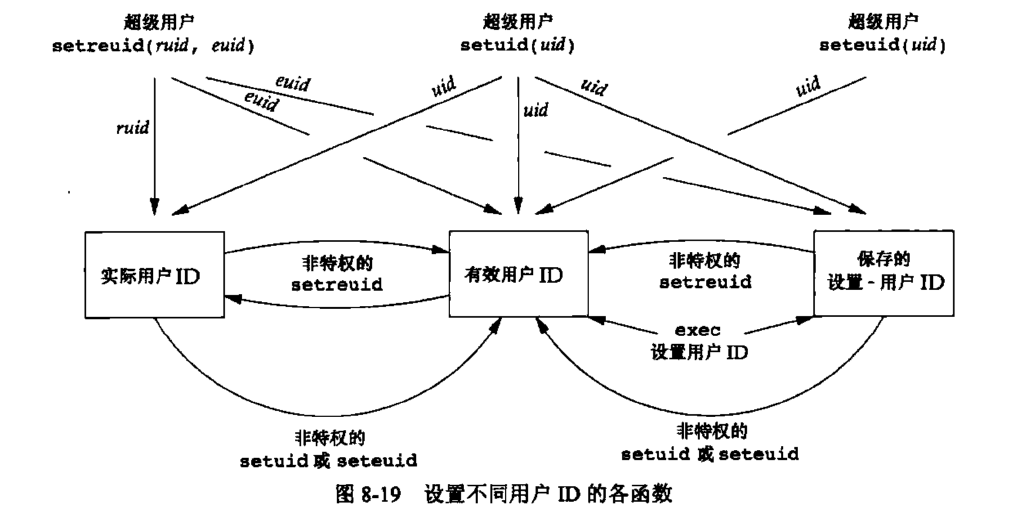 超级用户
setreuid(ruid, euid)
超级用户
setuid(uid)
超级用户
seteuid(uid)
ruid
euid
euid
uid
uid
uid
uid
实际用户 ID
非特权的
setreuid
有效用户 ID
非特权的
setreuid
保存的
设置-用户 ID
exec
设置用户 ID
非特权的
setuid 或 seteuid
非特权的
setuid 或 seteuid
图 8-19 设置不同用户 ID 的各函数